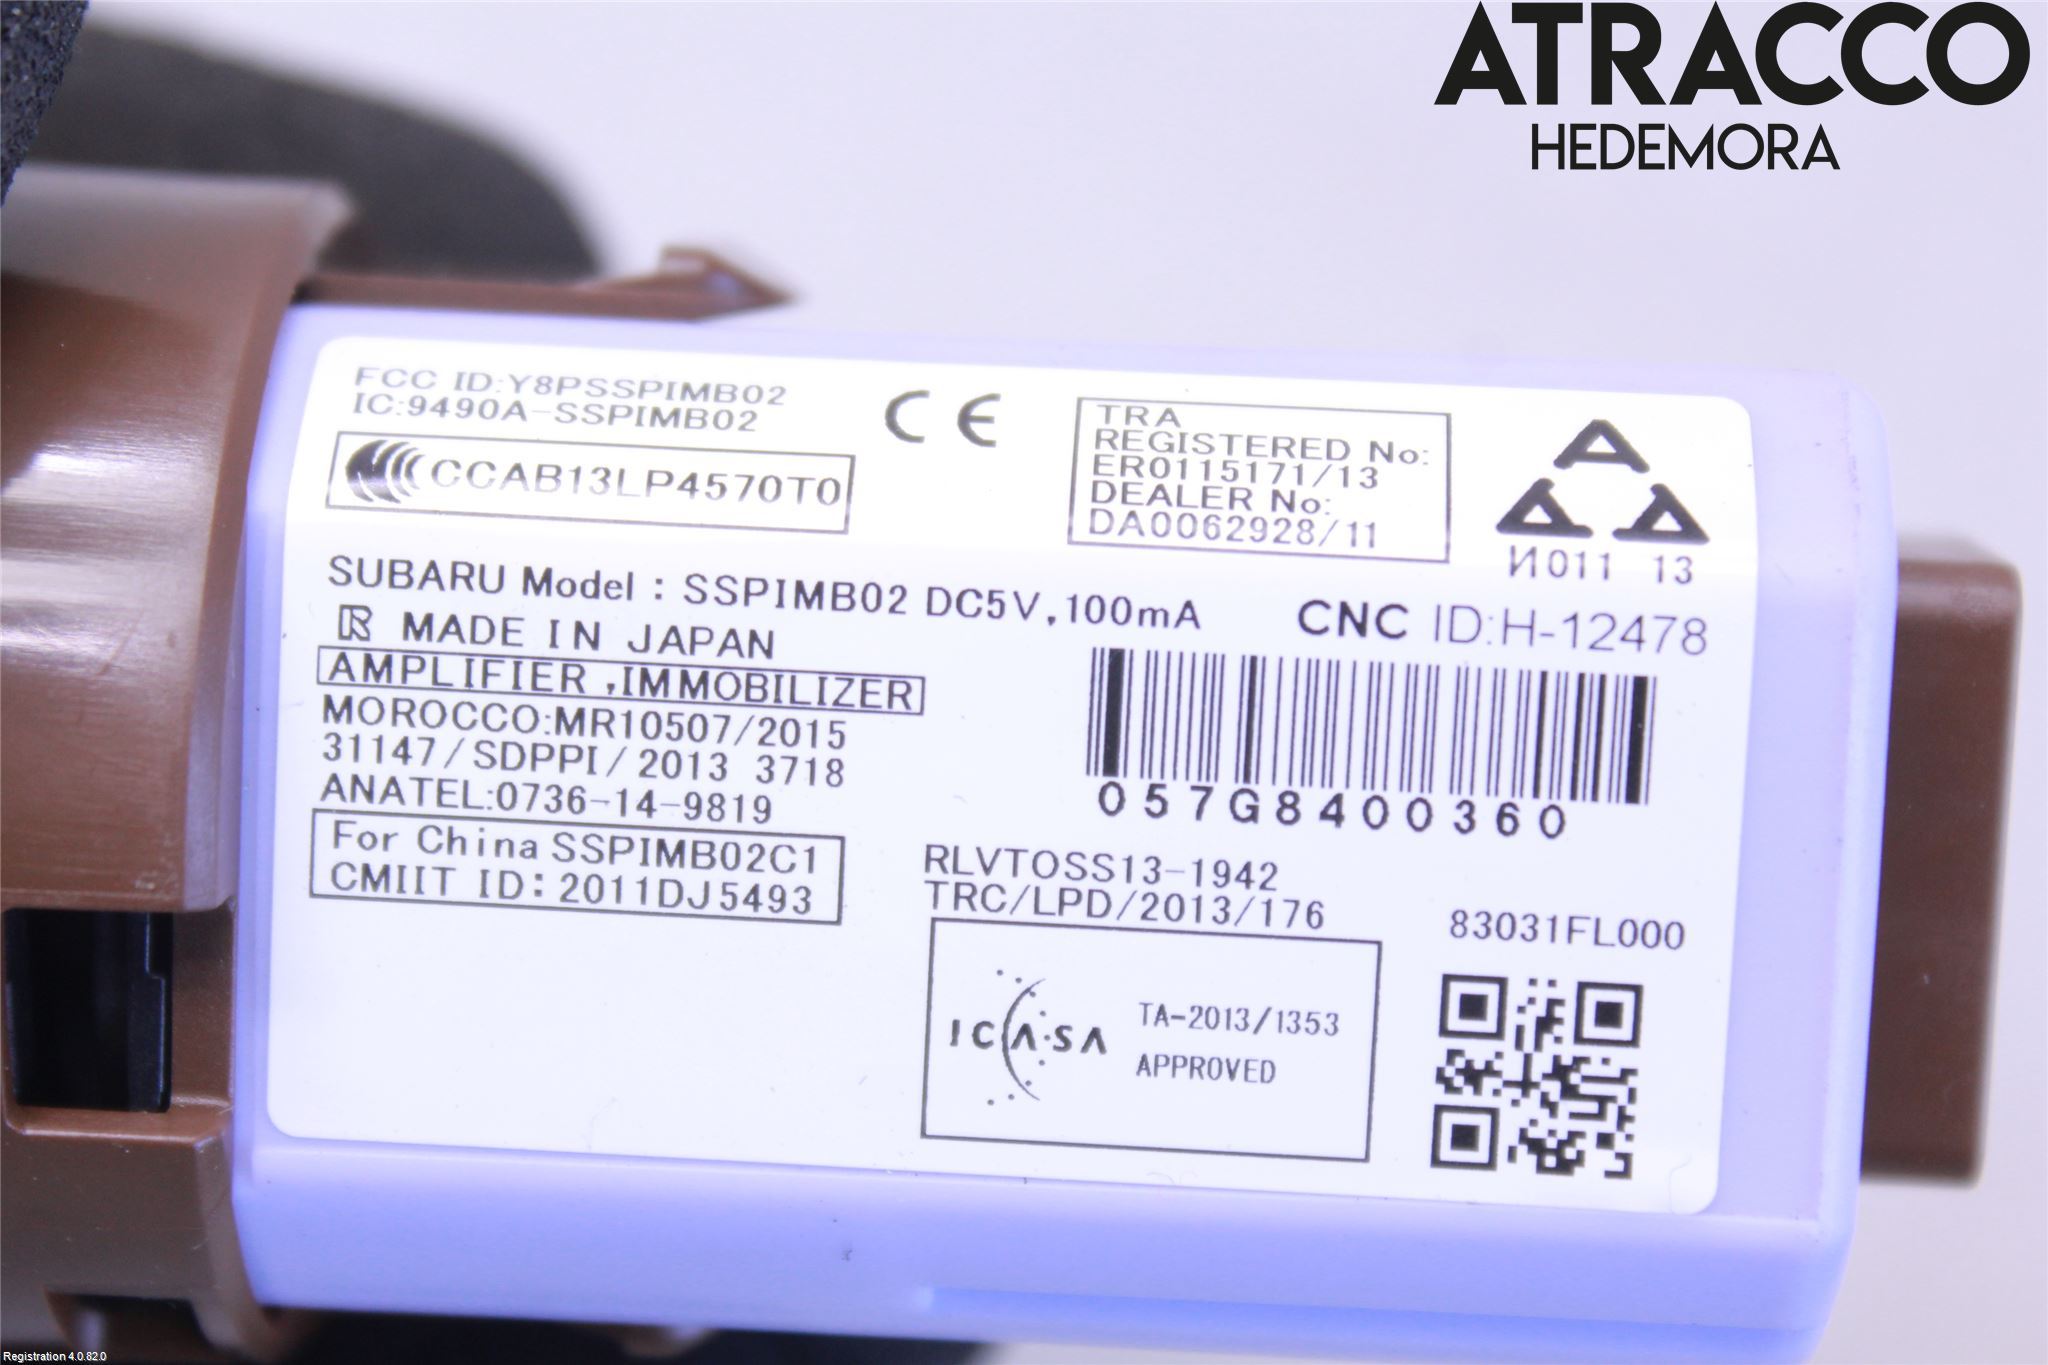 ATRACCO
HEDEMORA
FCC ID:Y8PSSPIMB02
IC:9490A-SSPIMB02
CCAB13LP4570T0
CE
TRA
REGISTERED No:
ER0115171/13
DEALER No:
DA0062928/11
И011 13
SUBARU Model : SSPIMB02 DC5V,100mA
R MADE IN JAPAN
AMPLIFIER ,IMMOBILIZER
MOROCCO:MR10507/2015
31147/SDPPI/2013 3718
ANATEL:0736-14-9819
For China SSPIMB02C1
CMIIT ID: 2011DJ5493
CNC ID:H-12478
057G8400360
RLVTOSS13-1942
TRC/LPD/2013/176
83031FL000
ICASA
TA-2013/1353
APPROVED
Registration 4.0.82.0